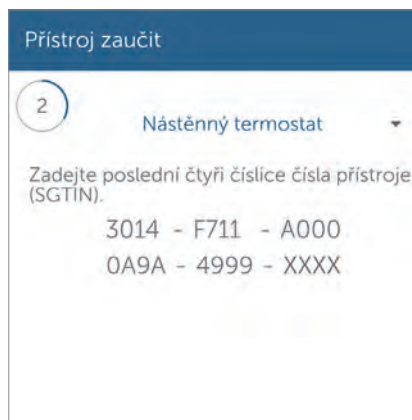 Přístroj zaučit
2
Nástěnný termostat
Zadejte poslední čtyři číslice čísla přístroje
(SGTIN).
3014 - F711 - A000
0A9A - 4999 - XXXX